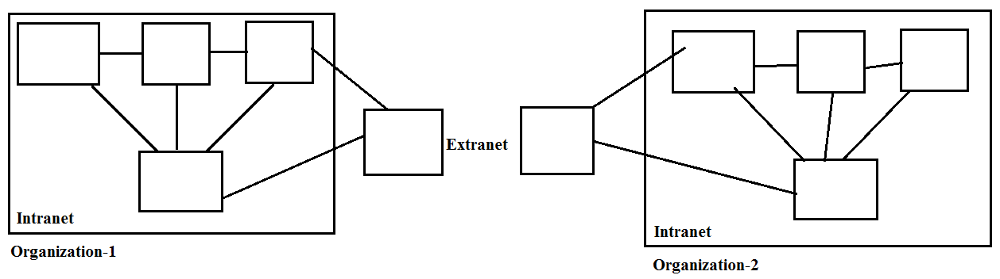 Extranet
Intranet
Organization-1
Intranet
Organization-2